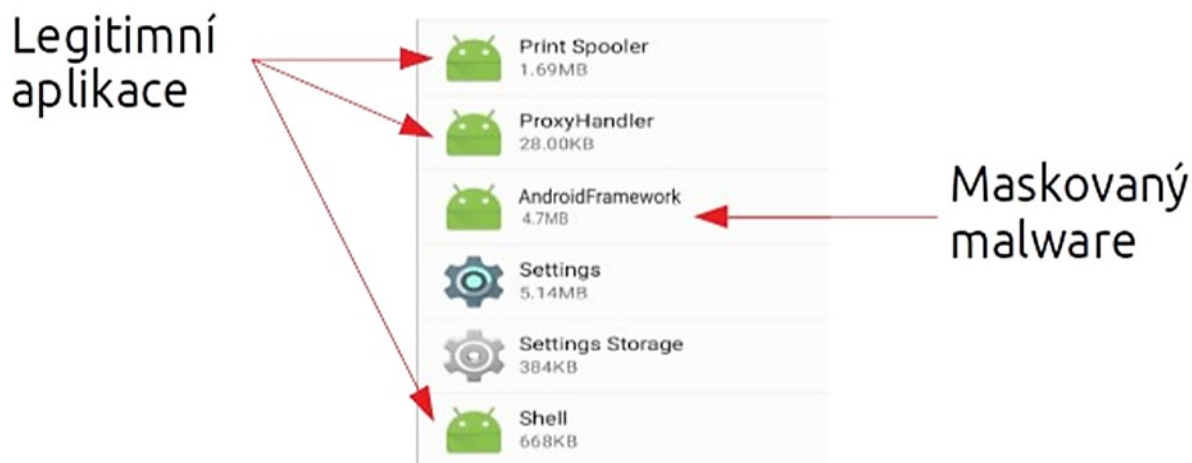 Legitimní
aplikace
Print Spooler
1.69MB
ProxyHandler
28.00KB
AndroidFramework
4.7MB
Settings
5.14MB
Settings Storage
384KB
Shell
668KB
Maskovaný
malware